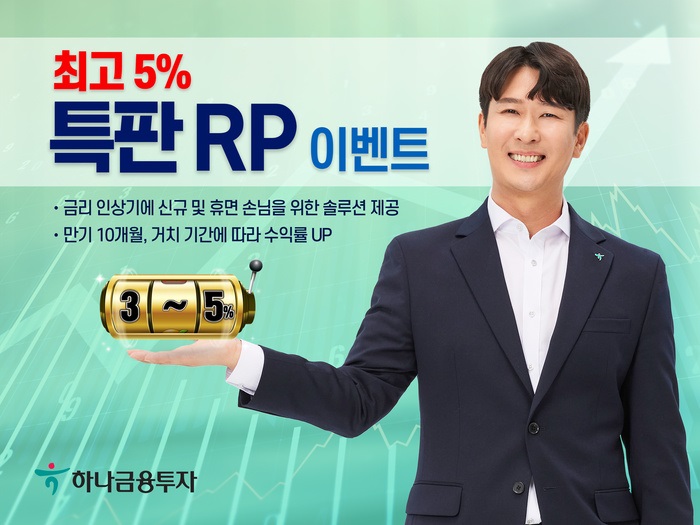 최고 5%
특판 RP 이벤트
• 금리 인상기에 신규 및 휴면 손님을 위한 솔루션 제공
• 만기 10개월, 거치 기간에 따라 수익률 UP
3 ~ 5%
하나금융투자